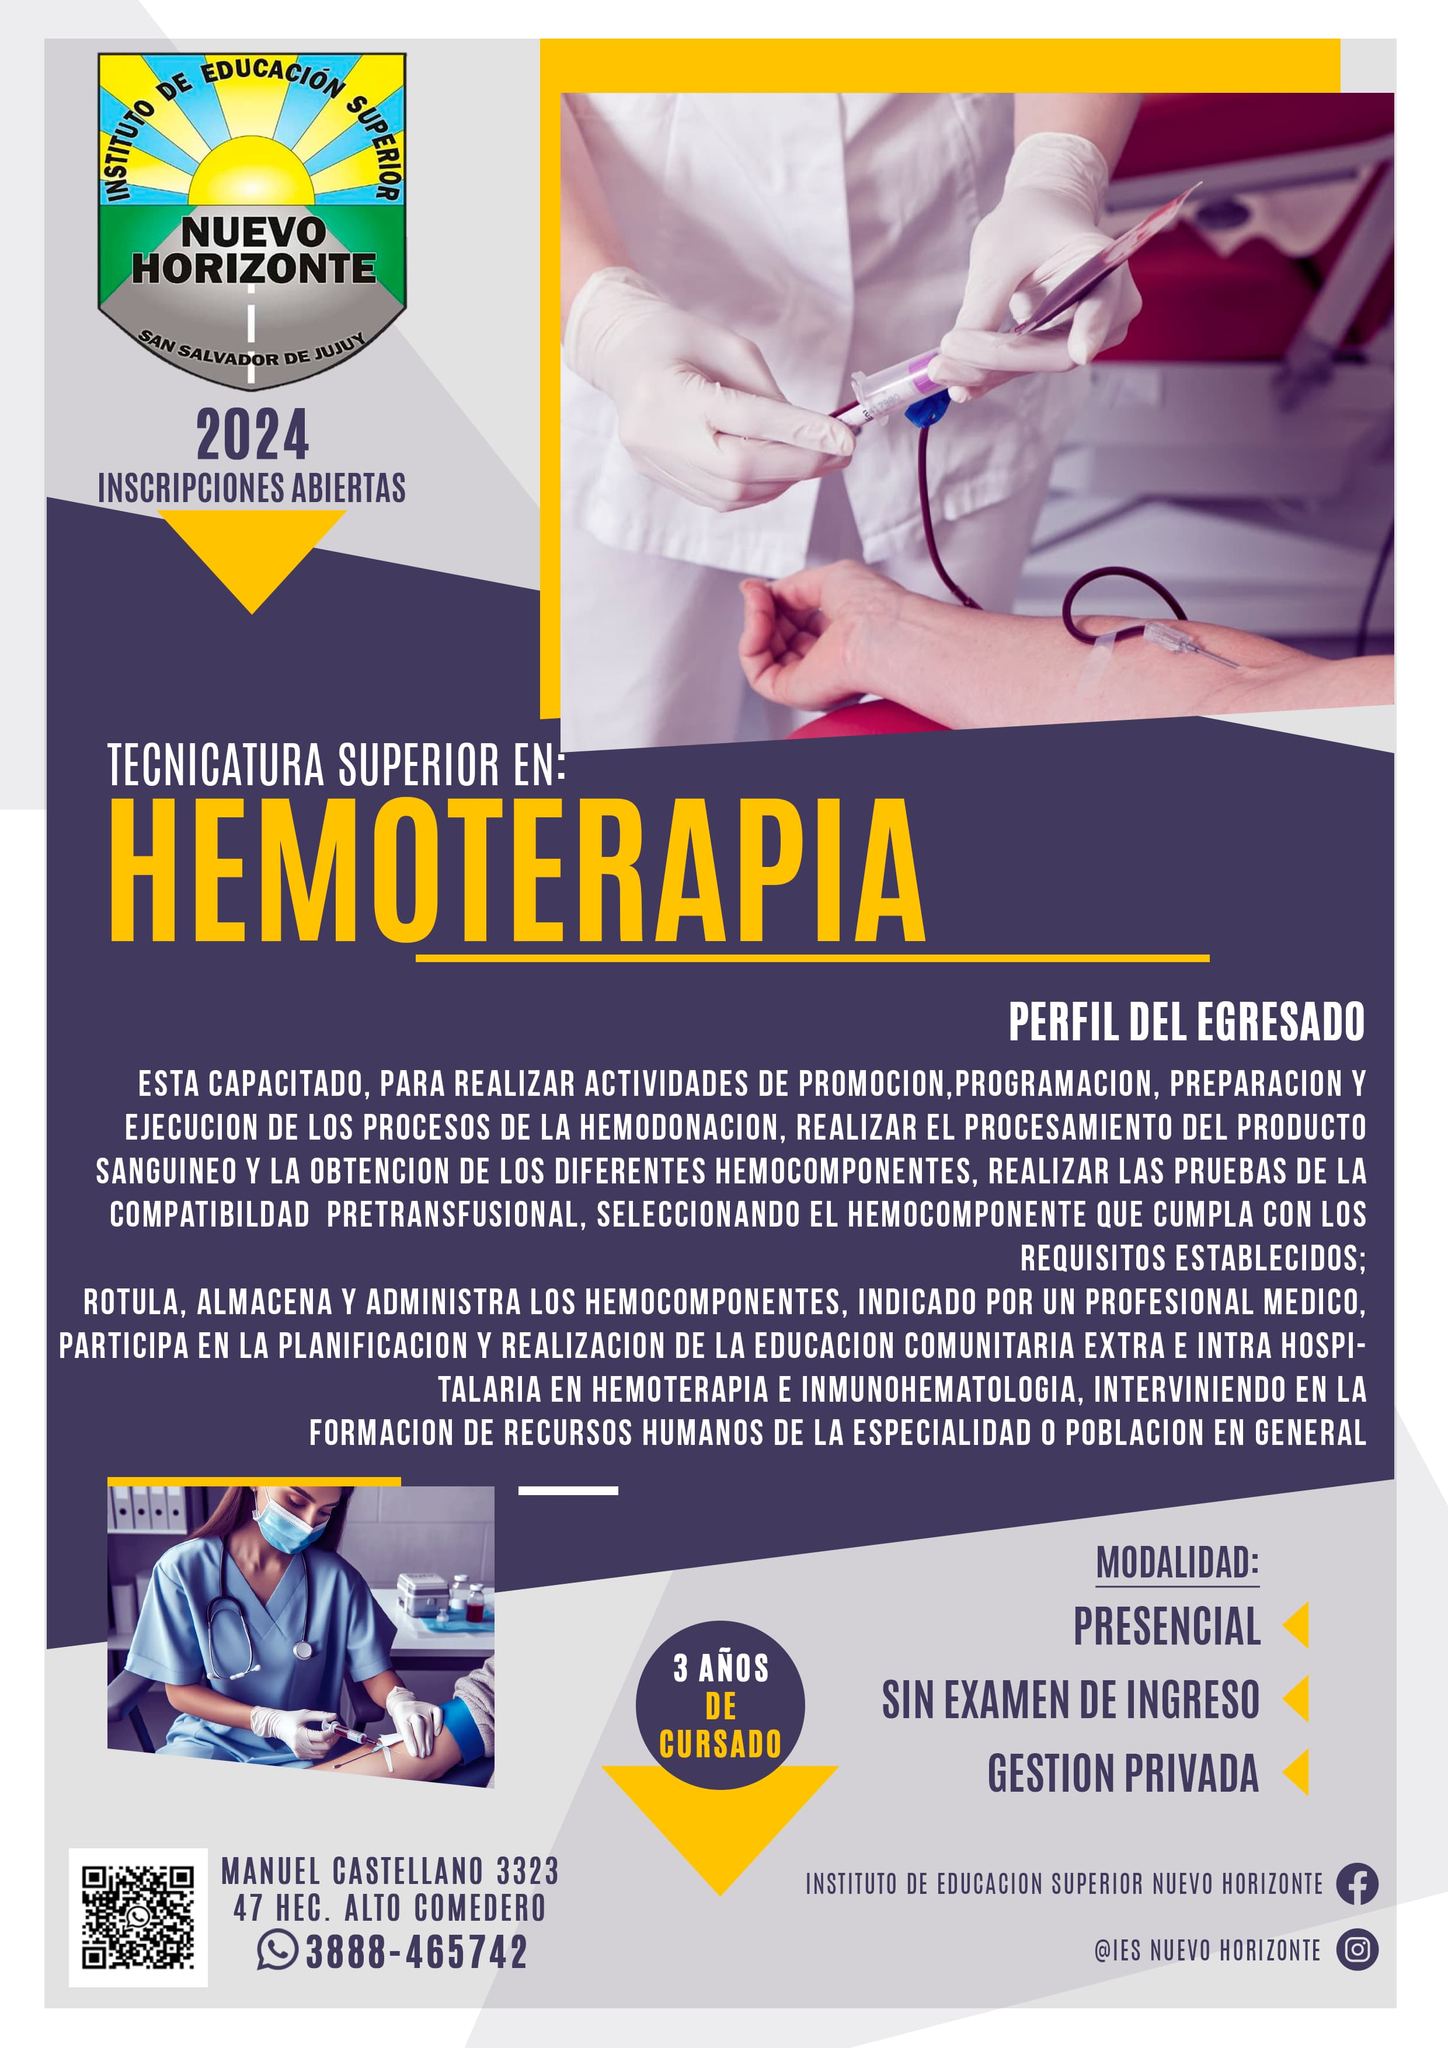 INSTITUTO DE EDUCACIÓN SUPERIOR
NUEVO
HORIZONTE
SAN SALVADOR DE JUJUY
2024
INSCRIPCIONES ABIERTAS
TECNICATURA SUPERIOR EN:
HEMOTERAPIA
PERFIL DEL EGRESADO
ESTA CAPACITADO, PARA REALIZAR ACTIVIDADES DE PROMOCION,PROGRAMACION, PREPARACION Y
EJECUCION DE LOS PROCESOS DE LA HEMODONACION, REALIZAR EL PROCESAMIENTO DEL PRODUCTO
SANGUINEO Y LA OBTENCION DE LOS DIFERENTES HEMOCOMPONENTES, REALIZAR LAS PRUEBAS DE LA
COMPATIBILDAD PRETRANSFUSIONAL, SELECCIONANDO EL HEMOCOMPONENTE QUE CUMPLA CON LOS
REQUISITOS ESTABLECIDOS;
ROTULA, ALMACENA Y ADMINISTRA LOS HEMOCOMPONENTES, INDICADO POR UN PROFESIONAL MEDICO,
PARTICIPA EN LA PLANIFICACION Y REALIZACION DE LA EDUCACION COMUNITARIA EXTRA E INTRA HOSPI-
TALARIA EN HEMOTERAPIA E INMUNOHEMATOLOGIA, INTERVINIENDO EN LA
FORMACION DE RECURSOS HUMANOS DE LA ESPECIALIDAD O POBLACION EN GENERAL
MODALIDAD:
PRESENCIAL
SIN EXAMEN DE INGRESO
GESTION PRIVADA
3 AÑOS
DE
CURSADO
MANUEL CASTELLANO 3323
47 HEC. ALTO COMEDERO
3888-465742
INSTITUTO DE EDUCACION SUPERIOR NUEVO HORIZONTE
@IES NUEVO HORIZONTE